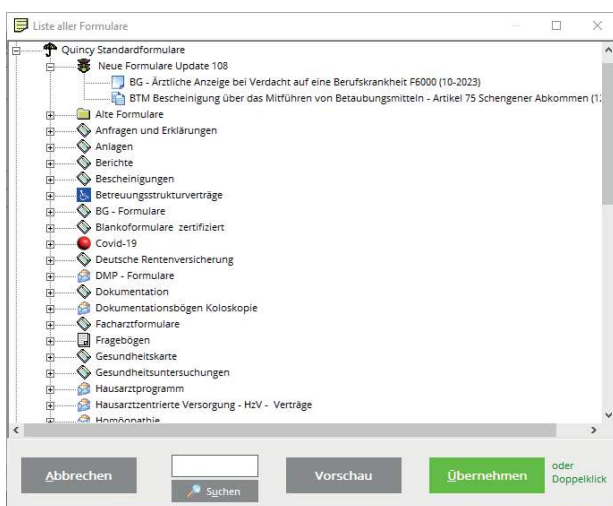 Liste aller Formulare
Quincy Standardformulare
Neue Formulare Update 108
BG - Ärztliche Anzeige bei Verdacht auf eine Berufskrankheit F6000 (10-2023)
BTM Bescheinigung über das Mitführen von Betaubungsmitteln - Artikel 75 Schengener Abkommen (12
Alte Formulare
Anfragen und Erklärungen
Anlagen
Berichte
Bescheinigungen
Betreuungsstrukturverträge
BG - Formulare
Blankoformulare zertifiziert
Covid-19
Deutsche Rentenversicherung
DMP - Formulare
Dokumentation
Dokumentationsbögen Koloskopie
Facharztformulare
Fragebögen
Gesundheitskarte
Gesundheitsuntersuchungen
Hausarztprogramm
Hausarztzentrierte Versorgung - HzV - Verträge
Homöopathie
Abbrechen
Suchen
Vorschau
Übernehmen
oder
Doppelklick